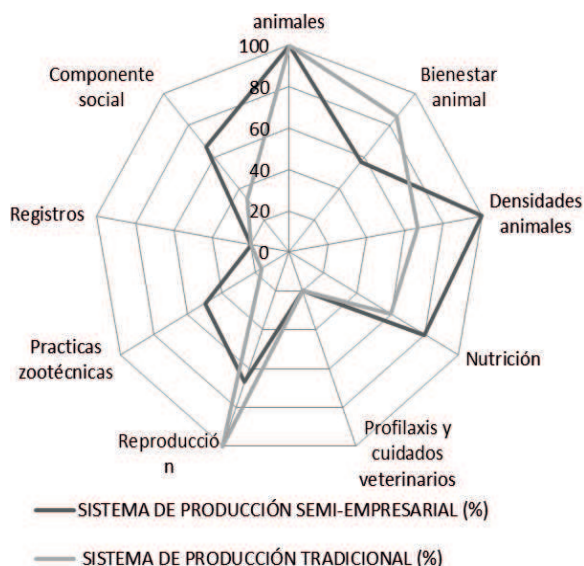 animales
100
80
60
40
20
0
Bienestar
animal
Densidades
animales
Nutrición
Profilaxis y
cuidados
veterinarios
Reproducció
n
Practicas
zootécnicas
Registros
Componente
social
SISTEMA DE PRODUCCIÓN SEMI-EMPRESARIAL (%)
SISTEMA DE PRODUCCIÓN TRADICIONAL (%)